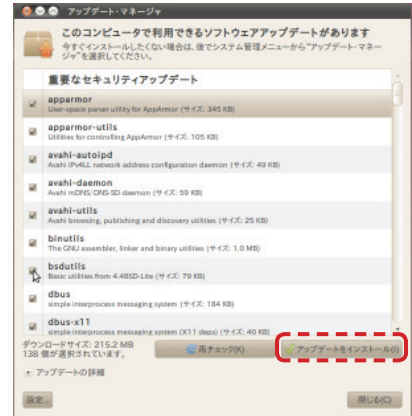 アップデート・マネージャ
このコンピュータで利用できるソフトウェアアップデートがあります
今すぐインストールしたくない場合は、後でシステム管理メニューから"アップデート・マネー
ジャ"を選択してください。
重要なセキュリティアップデート
apparmor
User-space parser utility for AppArmor (サイズ: 345 KB)
apparmor-utils
Utilities for controlling AppArmor (サイズ: 105 KB)
avahi-autoipd
Avahi IPv4LL network address configuration daemon (サイズ: 49 KB)
avahi-daemon
Avahi mDNS/DNS-SD daemon (サイズ: 59 KB)
avahi-utils
Avahi browsing, publishing and discovery utilities (サイズ: 25 KB)
binutils
The GNU assembler, linker and binary utilities (サイズ: 1.0 MB)
bsdutils
Basic utilities from 4.4BSD-Lite (サイズ: 79 KB)
dbus
simple interprocess messaging system (サイズ: 184 KB)
dbus-x11
simple interprocess messaging system (X11 deps) (サイズ: 40 KB)
ダウンロードサイズ: 215.2 MB
138 個が選択されています。
再チェック(K)
アップデートをインストール(I)
+ アップデートの詳細
設定...
閉じる(C)